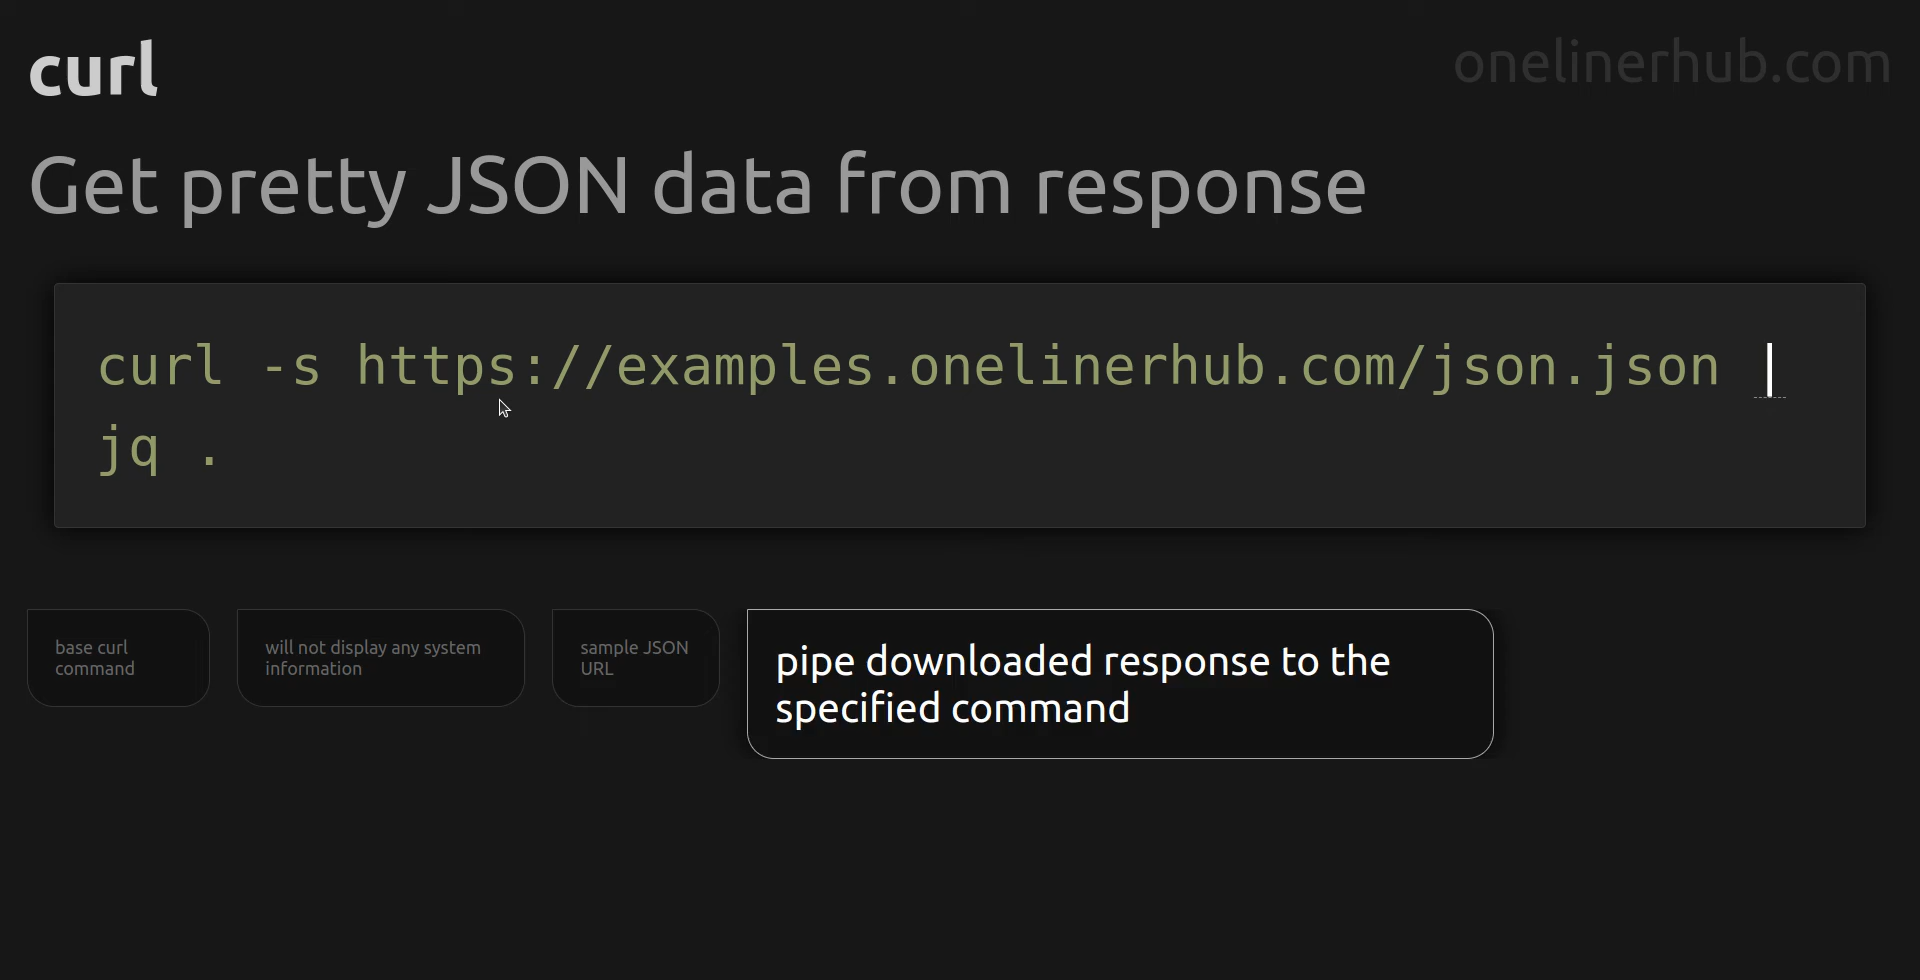 curl
onelinerhub.com
Get pretty JSON data from response
curl -s https://examples.onelinerhub.com/json.json |
jq .
base curl
command
will not display any system
information
sample JSON
URL
pipe downloaded response to the
specified command